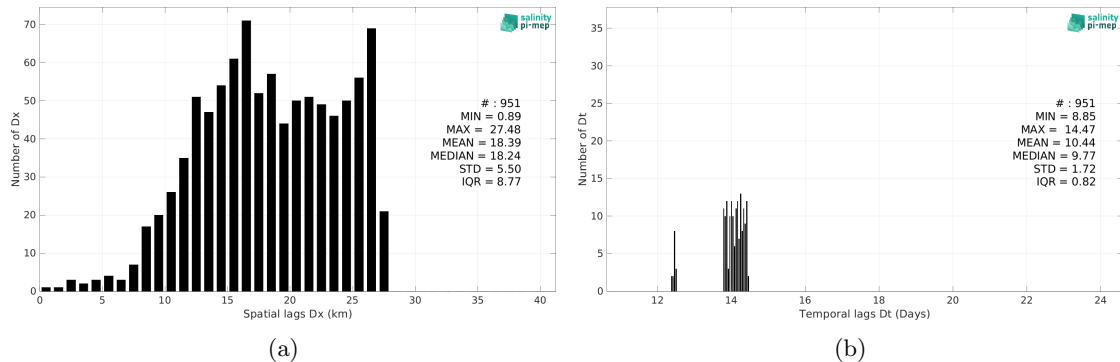 70
60
50
40
30
20
10
0
Number of Dx
0 5 10 15 20 25 30 35 40
Spatial lags Dx (km)
salinity
pi-mep
# : 951
MIN = 0.89
MAX = 27.48
MEAN = 18.39
MEDIAN = 18.24
STD = 5.50
IQR = 8.77
(a)
35
30
25
20
15
10
5
0
Number of Dt
12 14 16 18 20 22 24
Temporal lags Dt (Days)
salinity
pi-mep
# : 951
MIN = 8.85
MAX = 14.47
MEAN = 10.44
MEDIAN = 9.77
STD = 1.72
IQR = 0.82
(b)